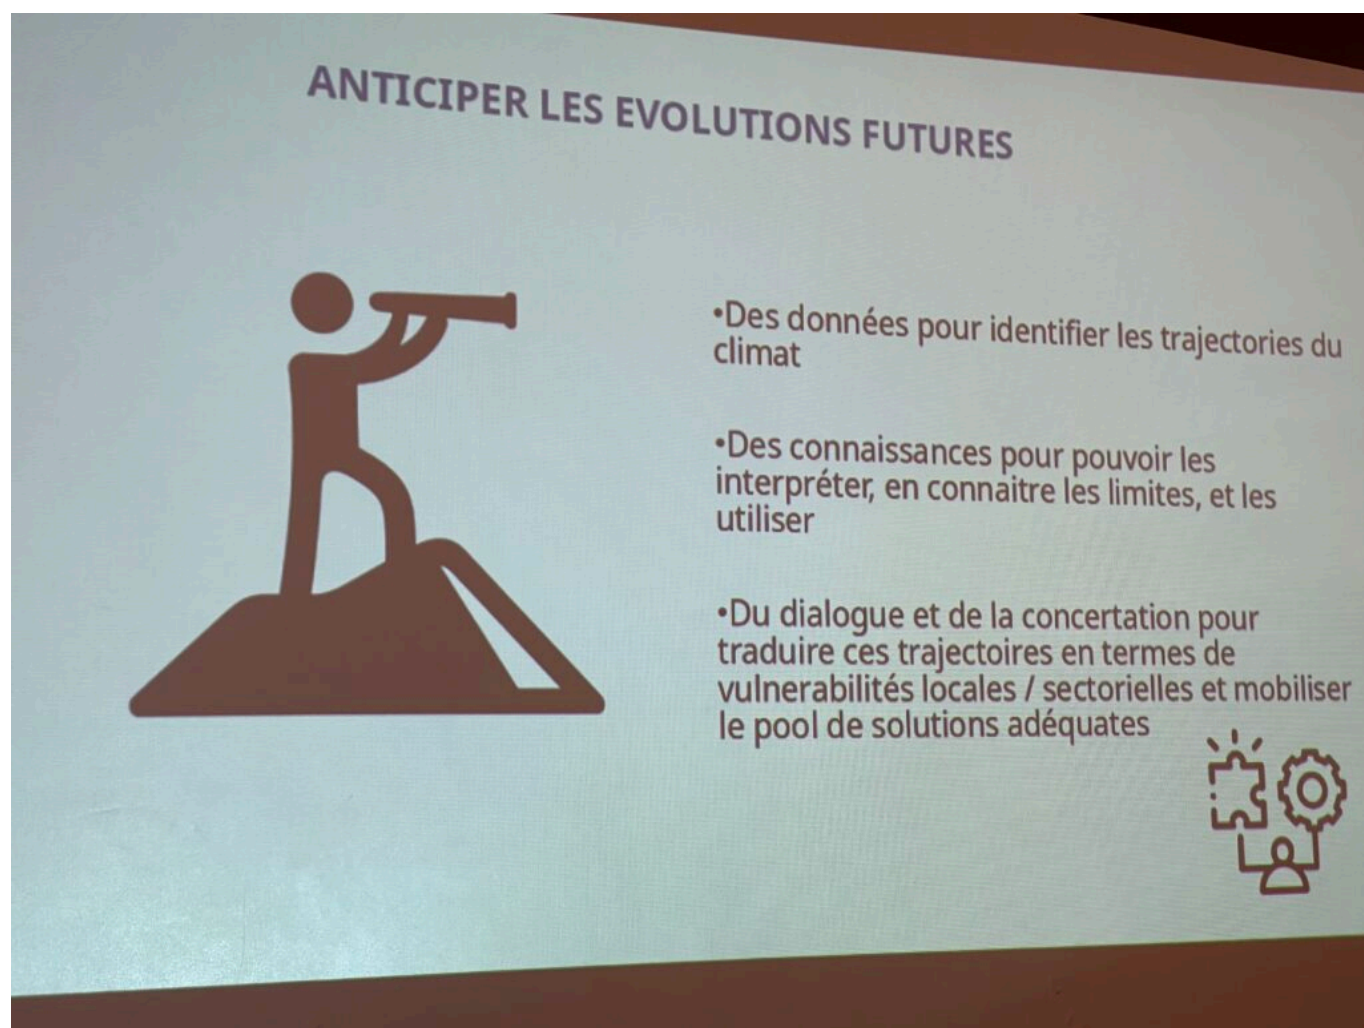 ANTICIPER LES EVOLUTIONS FUTURES
•Des données pour identifier les trajectories du
climat
•Des connaissances pour pouvoir les
interpréter, en connaitre les limites, et les
utiliser
•Du dialogue et de la concertation pour
traduire ces trajectoires en termes de
vulnerabilités locales / sectorielles et mobiliser
le pool de solutions adéquates